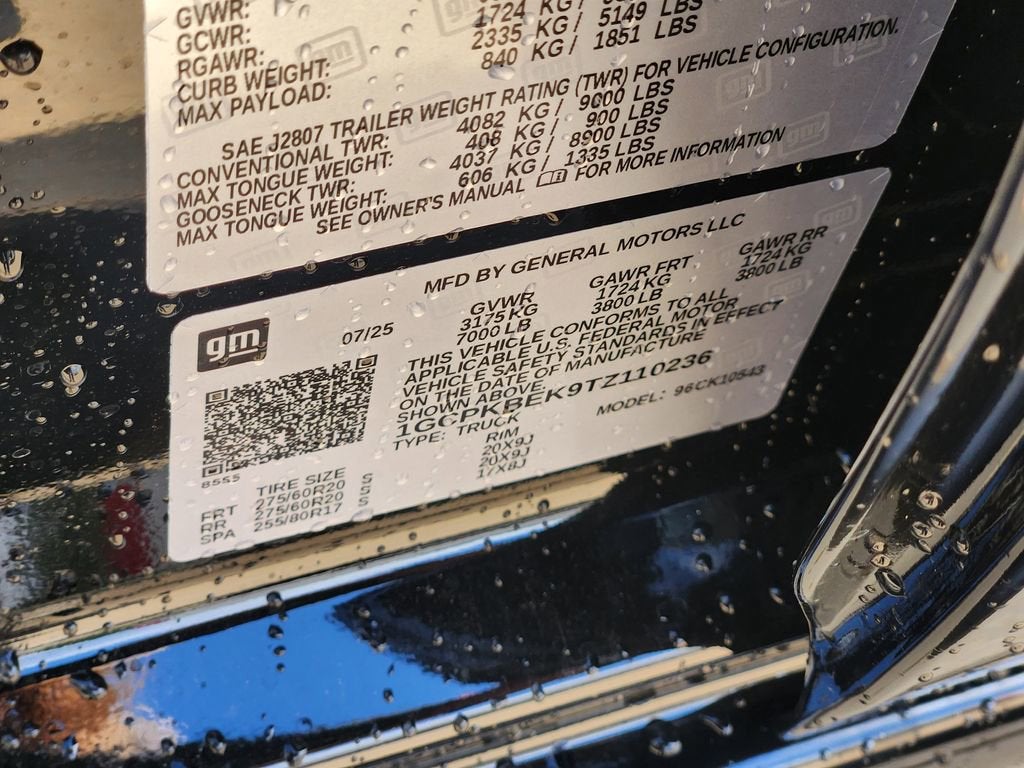 GVWR:
GCWR: 1724 KG/ 5149 LBS
RGAWR: 2335 KG/ 1851 LBS
CURB WEIGHT: 840 KG/
MAX PAYLOAD:
SAE J2807 TRAILER WEIGHT RATING (TWR) FOR VEHICLE CONFIGURATION.
CONVENTIONAL TWR: 4082 KG/ 9000 LBS
MAX TONGUE WEIGHT: 408 KG/ 900 LBS
GOOSENECK TWR: 4037 KG/ 8900 LBS
MAX TONGUE WEIGHT: 606 KG/ 1335 LBS
SEE OWNER'S MANUAL FOR MORE INFORMATION
MFD BY GENERAL MOTORS LLC
gm 07/25
GVWR GAWR FRT GAWR RR
3175 KG 1724 KG 1724 KG
7000 LB 3800 LB 3800 LB
THIS VEHICLE CONFORMS TO ALL
APPLICABLE U.S. FEDERAL MOTOR
VEHICLE SAFETY STANDARDS IN EFFECT
ON THE DATE OF MANUFACTURE
SHOWN ABOVE.
1GCPKBEK9TZ110236
TYPE: TRUCK MODEL: 96CK10543
8555
TIRE SIZE RIM
FRT 275/60R20 S 20X9J
RR 275/60R20 S 20X9J
SPA 255/80R17 S 17X8J